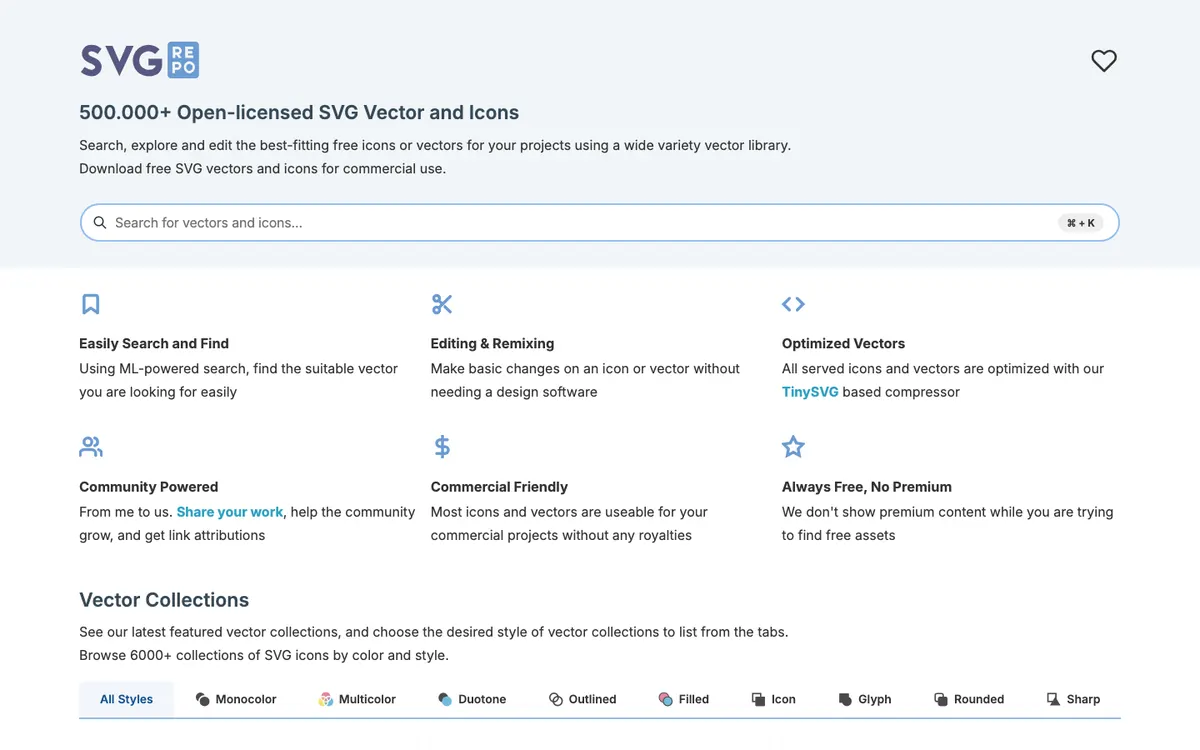 SVG REPO
500.000+ Open-licensed SVG Vector and Icons
Search, explore and edit the best-fitting free icons or vectors for your projects using a wide variety vector library.
Download free SVG vectors and icons for commercial use.
Search for vectors and icons...
⌘ + K
Easily Search and Find
Using ML-powered search, find the suitable vector
you are looking for easily
Editing & Remixing
Make basic changes on an icon or vector without
needing a design software
Optimized Vectors
All served icons and vectors are optimized with our
TinySVG based compressor
Community Powered
From me to us. Share your work, help the community
grow, and get link attributions
Commercial Friendly
Most icons and vectors are useable for your
commercial projects without any royalties
Always Free, No Premium
We don't show premium content while you are trying
to find free assets
Vector Collections
See our latest featured vector collections, and choose the desired style of vector collections to list from the tabs.
Browse 6000+ collections of SVG icons by color and style.
All Styles
Monocolor
Multicolor
Duotone
Outlined
Filled
Icon
Glyph
Rounded
Sharp